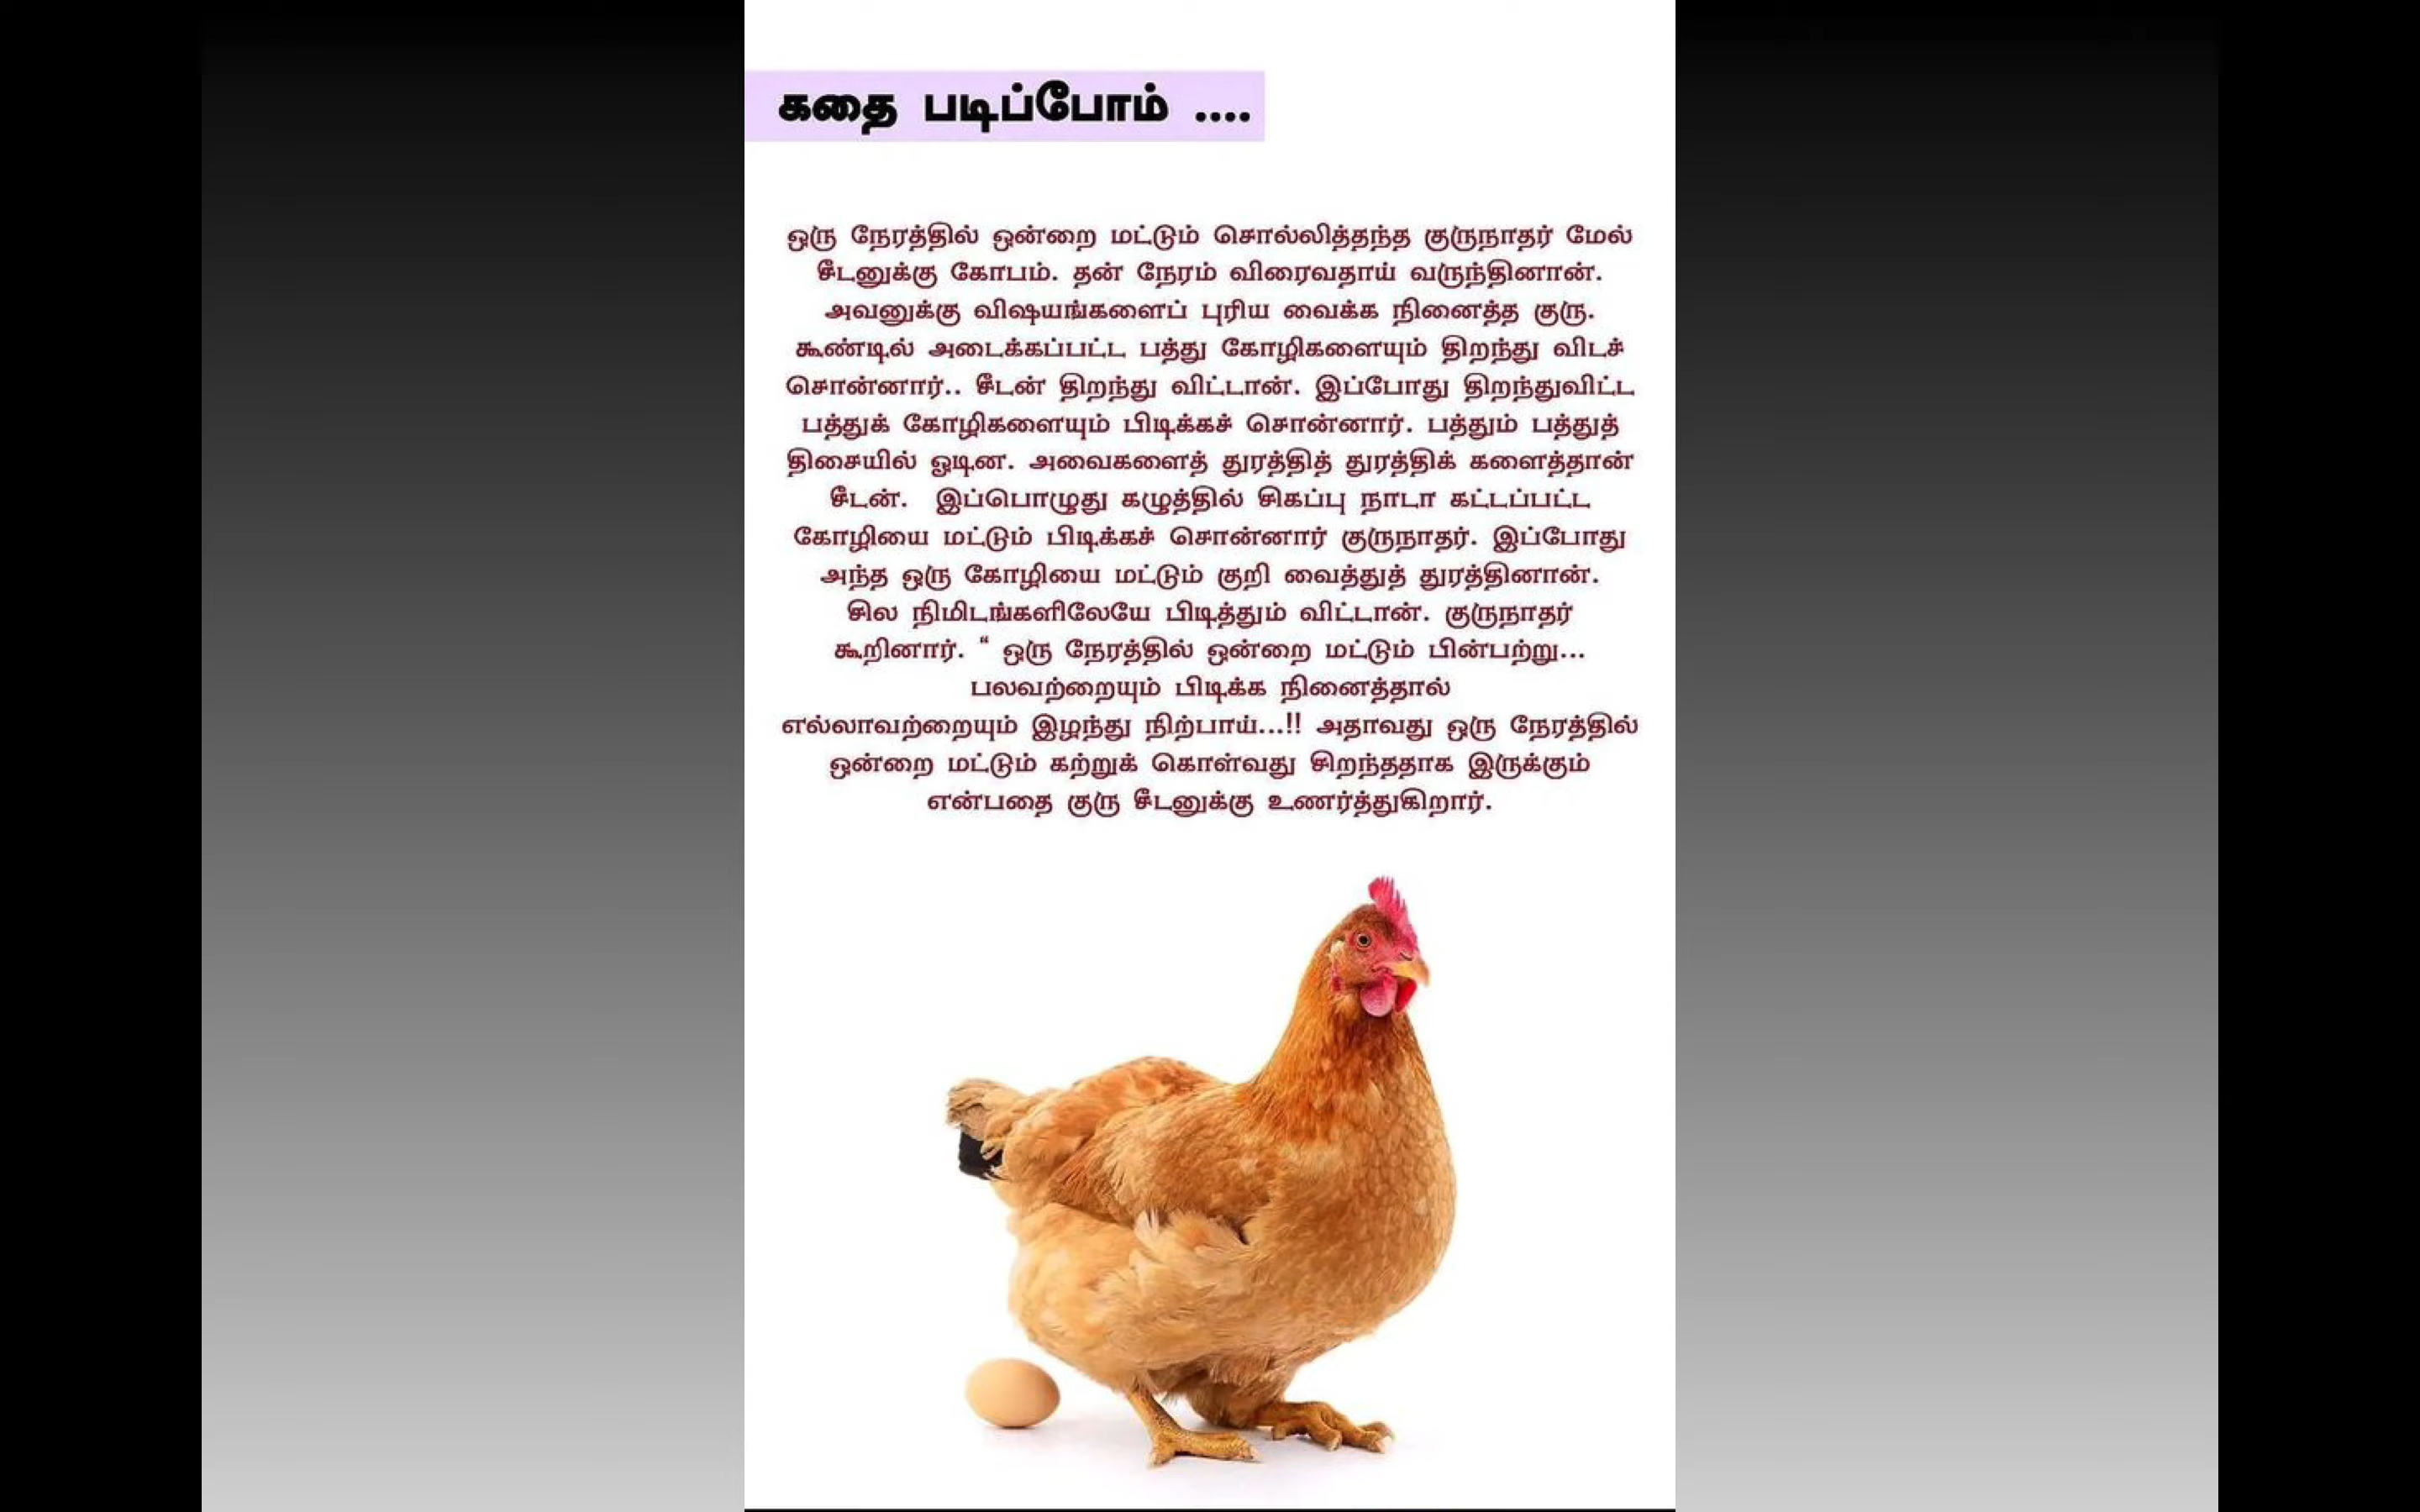 கதை படிப்போம் ....
ஒரு நேரத்தில் ஒன்றை மட்டும் சொல்லித்தந்த குருநாதர் மேல்
சீடனுக்கு கோபம். தன் நேரம் விரைவதாய் வருந்தினான்.
அவனுக்கு விஷயங்களைப் புரிய வைக்க நினைத்த குரு.
கூண்டில் அடைக்கப்பட்ட பத்து கோழிகளையும் திறந்து விடச்
சொன்னார்.. சீடன் திறந்து விட்டான். இப்போது திறந்துவிட்ட
பத்துக் கோழிகளையும் பிடிக்கச் சொன்னார். பத்தும் பத்துத்
திசையில் ஓடின. அவைகளைத் துரத்தித் துரத்திக் களைத்தான்
சீடன். இப்பொழுது கழுத்தில் சிகப்பு நாடா கட்டப்பட்ட
கோழியை மட்டும் பிடிக்கச் சொன்னார் குருநாதர். இப்போது
அந்த ஒரு கோழியை மட்டும் குறி வைத்துத் துரத்தினான்.
சில நிமிடங்களிலேயே பிடித்தும் விட்டான். குருநாதர்
கூறினார். “ ஒரு நேரத்தில் ஒன்றை மட்டும் பின்பற்று...
பலவற்றையும் பிடிக்க நினைத்தால்
எல்லாவற்றையும் இழந்து நிற்பாய்...!! அதாவது ஒரு நேரத்தில்
ஒன்றை மட்டும் கற்றுக் கொள்வது சிறந்ததாக இருக்கும்
என்பதை குரு சீடனுக்கு உணர்த்துகிறார்.